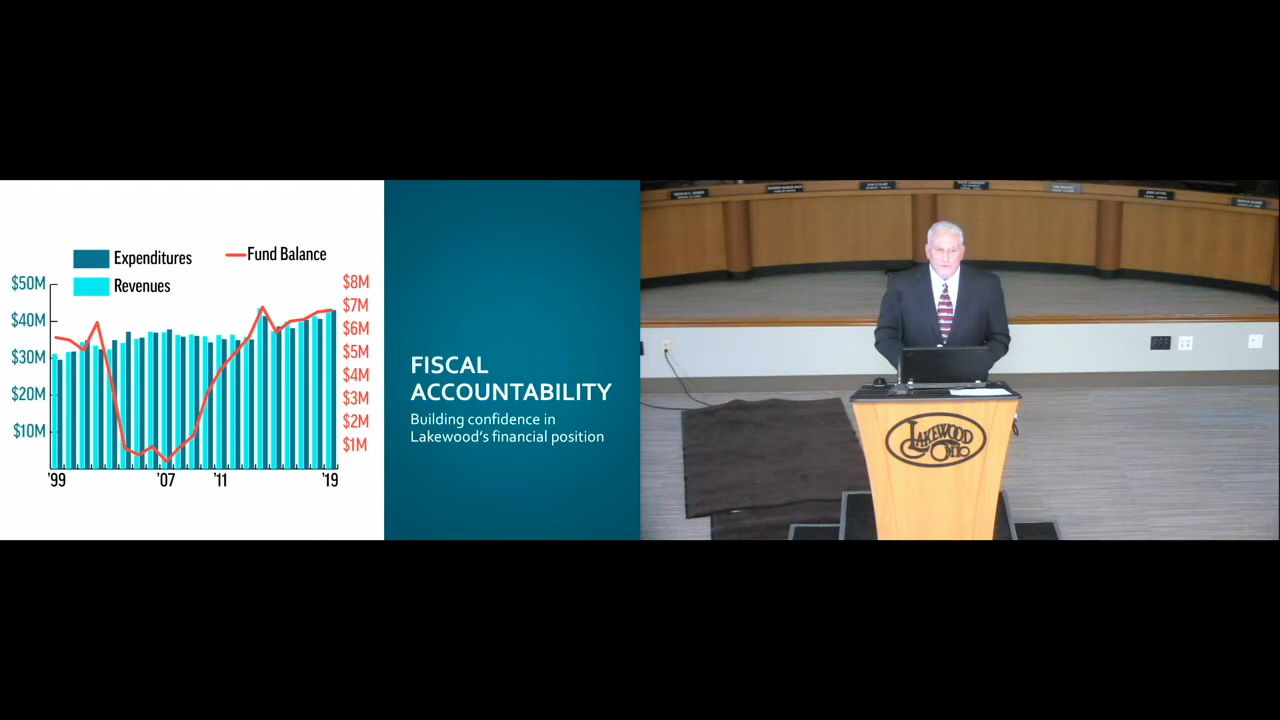 Expenditures
Fund Balance
Revenues
$50M
$40M
$30M
$20M
$10M
$8M
$7M
$6M
$5M
$4M
$3M
$2M
$1M
'99
'07
'11
'19
FISCAL
ACCOUNTABILITY
Building confidence in
Lakewood's financial position
LAKEWOOD
OHIO